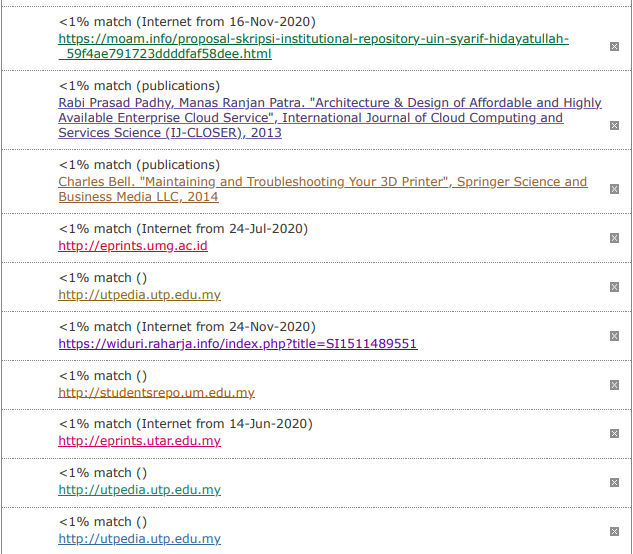 <1% match (Internet from 16-Nov-2020)
https://moam.info/proposal-skripsi-institutional-repository-uin-syarif-hidayatullah-
_59f4ae791723ddddfaf58dee.html
<1% match (publications)
Rabi Prasad Padhy, Manas Ranjan Patra. "Architecture & Design of Affordable and Highly
Available Enterprise Cloud Service", International Journal of Cloud Computing and
Services Science (IJ-CLOSER), 2013
<1% match (publications)
Charles Bell. "Maintaining and Troubleshooting Your 3D Printer", Springer Science and
Business Media LLC, 2014
<1% match (Internet from 24-Jul-2020)
http://eprints.umg.ac.id
<1% match ()
http://utpedia.utp.edu.my
<1% match (Internet from 24-Nov-2020)
https://widuri.raharja.info/index.php?title=SI1511489551
<1% match ()
http://studentsrepo.um.edu.my
<1% match (Internet from 14-Jun-2020)
http://eprints.utar.edu.my
<1% match ()
http://utpedia.utp.edu.my
<1% match ()
http://utpedia.utp.edu.my